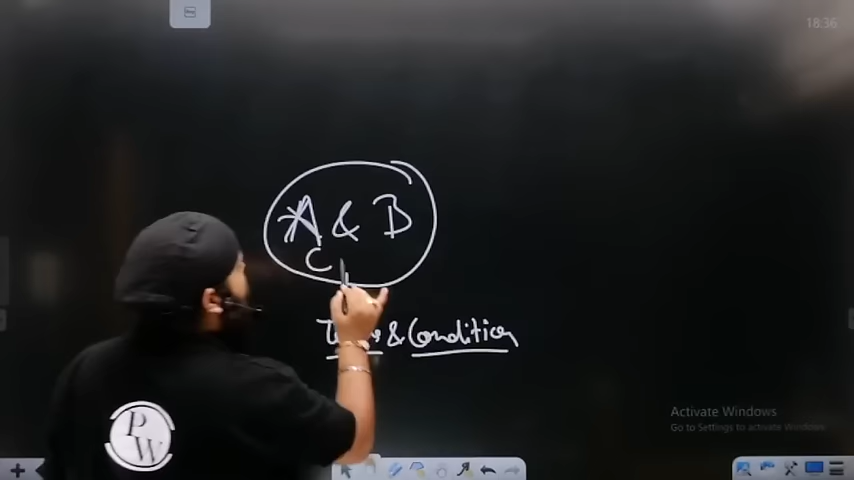 18:36
A & B
C
& Condition
Activate Windows
Go to Settings to activate Windows.
PW